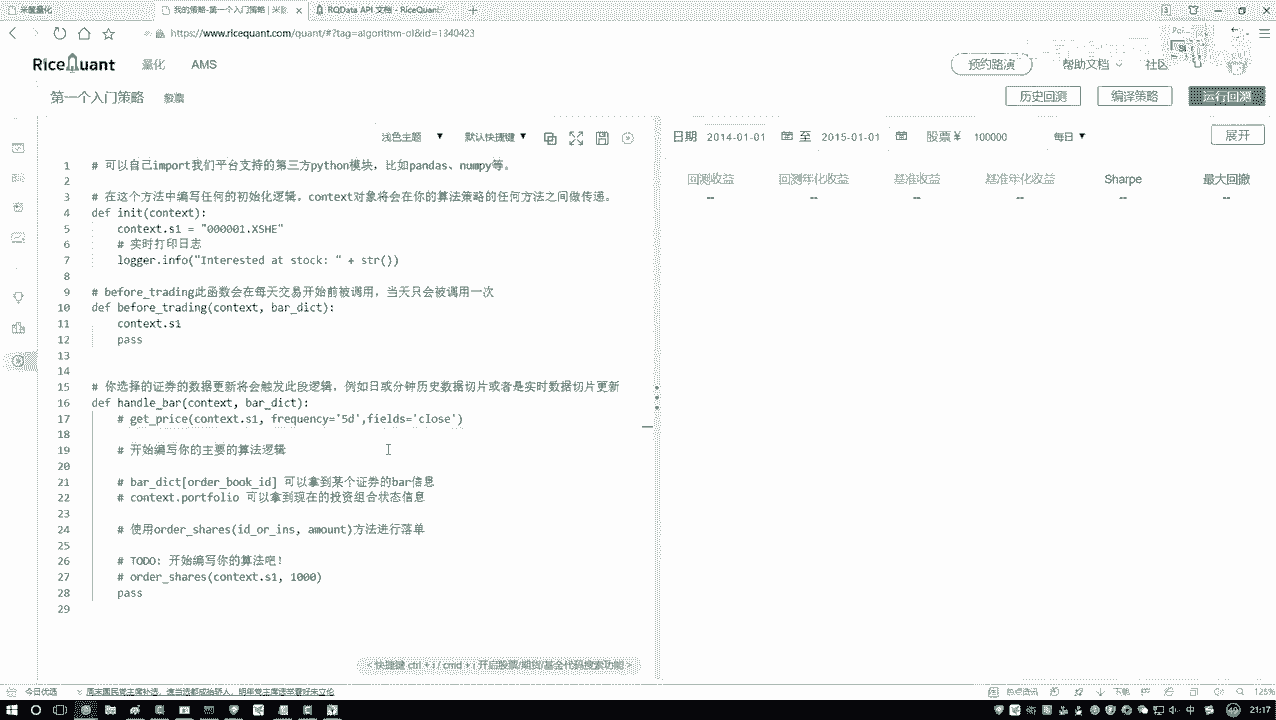 米筐量化
我的策略-第一个入门策略 | 米筐
RQData API 文档 - RiceQuant
https://www.ricequant.com/quant/#?tag=algorithm-ol&id=1340423
RiceQuant 量化 AMS 预约路演 帮助文档 社区
第一个入门策略 股票 历史回测 编译策略 运行回测
浅色主题 默认快捷键 日期 2014-01-01 至 2015-01-01 股票 ¥ 100000 每日 展开
回测收益 回测年化收益 基准收益 基准年化收益 Sharpe 最大回撤
-- -- -- -- -- --
1 # 可以自己import我们平台支持的第三方python模块，比如pandas、numpy等。
2
3 # 在这个方法中编写任何的初始化逻辑。context对象将会在你的算法策略的任何方法之间做传递。
4 def init(context):
5 context.s1 = "000001.XSHE"
6 # 实时打印日志
7 logger.info("Interested at stock: " + str())
8
9 # before_trading此函数会在每天交易开始前被调用，当天只会被调用一次
10 def before_trading(context, bar_dict):
11 context.s1
12 pass
13
14
15 # 你选择的证券的数据更新将会触发此段逻辑，例如日或分钟历史数据切片或者是实时数据切片更新
16 def handle_bar(context, bar_dict):
17 # get_price(context.s1, frequency='5d',fields='close')
18
19 # 开始编写你的主要的算法逻辑
20
21 # bar_dict[order_book_id] 可以拿到某个证券的bar信息
22 # context.portfolio 可以拿到现在的投资组合状态信息
23
24 # 使用order_shares(id_or_ins, amount)方法进行落单
25
26 # TODO: 开始编写你的算法吧！
27 # order_shares(context.s1, 1000)
28 pass
29
快捷键 ctrl + i / cmd + i 开启股票/期货/基金代码搜索功能
今日优选 热点资讯 下载 125%
21:17